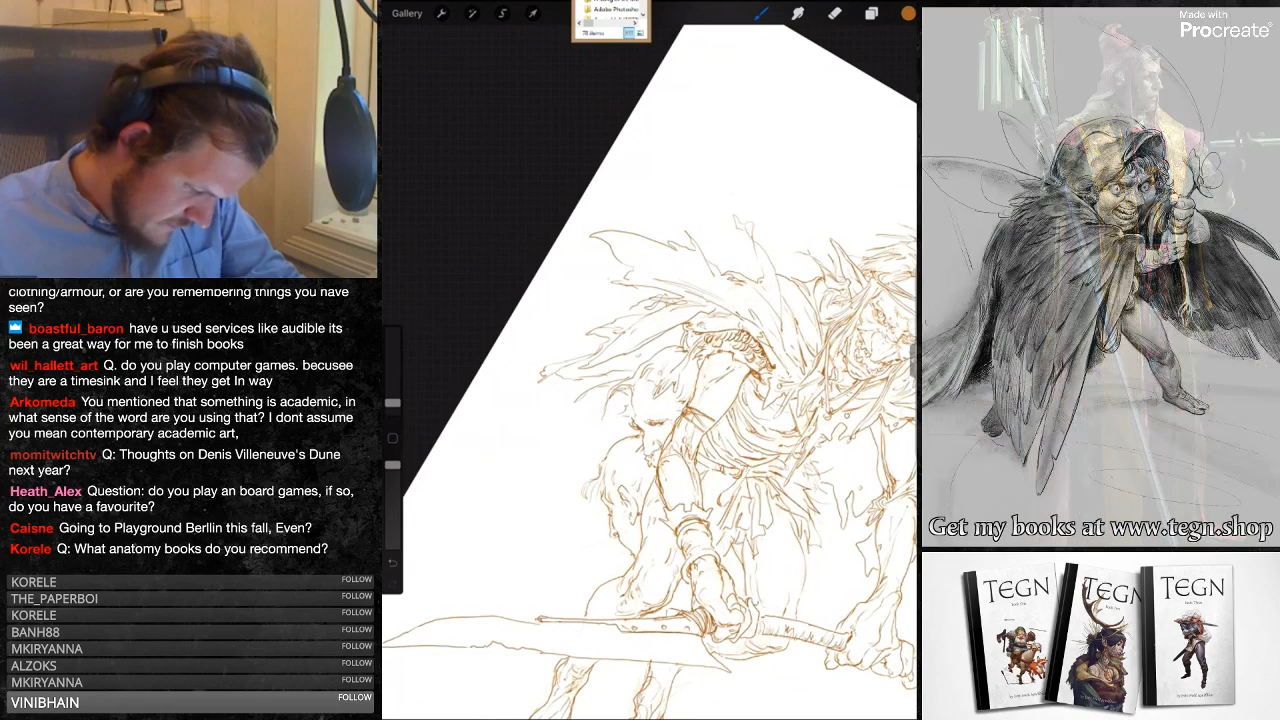 Gallery
Adobe Photosho
78 items
Made with
Procreate
clothing/armour, or are you remembering things you have
seen?
boastful_baron have u used services like audible its
been a great way for me to finish books
wil_hallett_art Q. do you play computer games. becusee
they are a timesink and I feel they get In way
Arkomeda You mentioned that something is academic, in
what sense of the word are you using that? I dont assume
you mean contemporary academic art,
momitwitchtv Q: Thoughts on Denis Villeneuve's Dune
next year?
Heath_Alex Question: do you play an board games, if so,
do you have a favourite?
Caisne Going to Playground Berllin this fall, Even?
Korele Q: What anatomy books do you recommend?
KORELE FOLLOW
THE_PAPERBOI FOLLOW
KORELE FOLLOW
BANH88 FOLLOW
MKIRYANNA FOLLOW
ALZOKS FOLLOW
MKIRYANNA FOLLOW
VINIBHAIN FOLLOW
Get my books at www.tegn.shop
TEGN
TEGN
TEGN